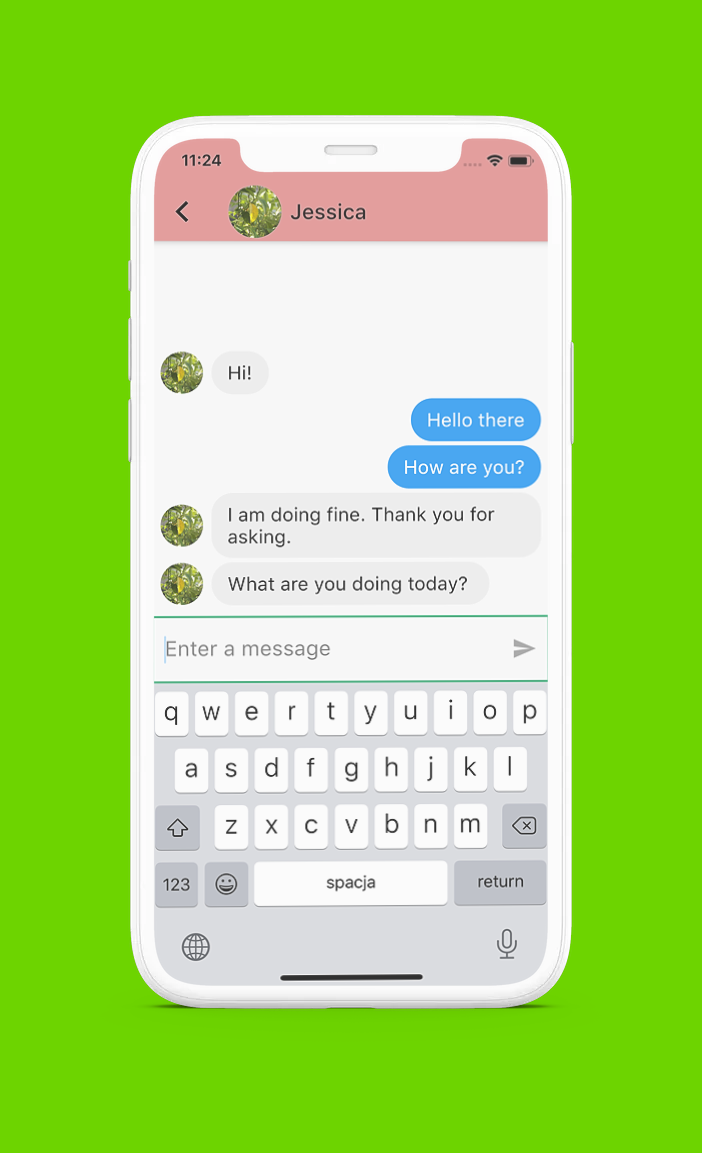 11:24
Jessica
Hi!
Hello there
How are you?
I am doing fine. Thank you for
asking.
What are you doing today?
Enter a message
q w e r t y u i o p
a s d f g h j k l
z x c v b n m
123 spacja return